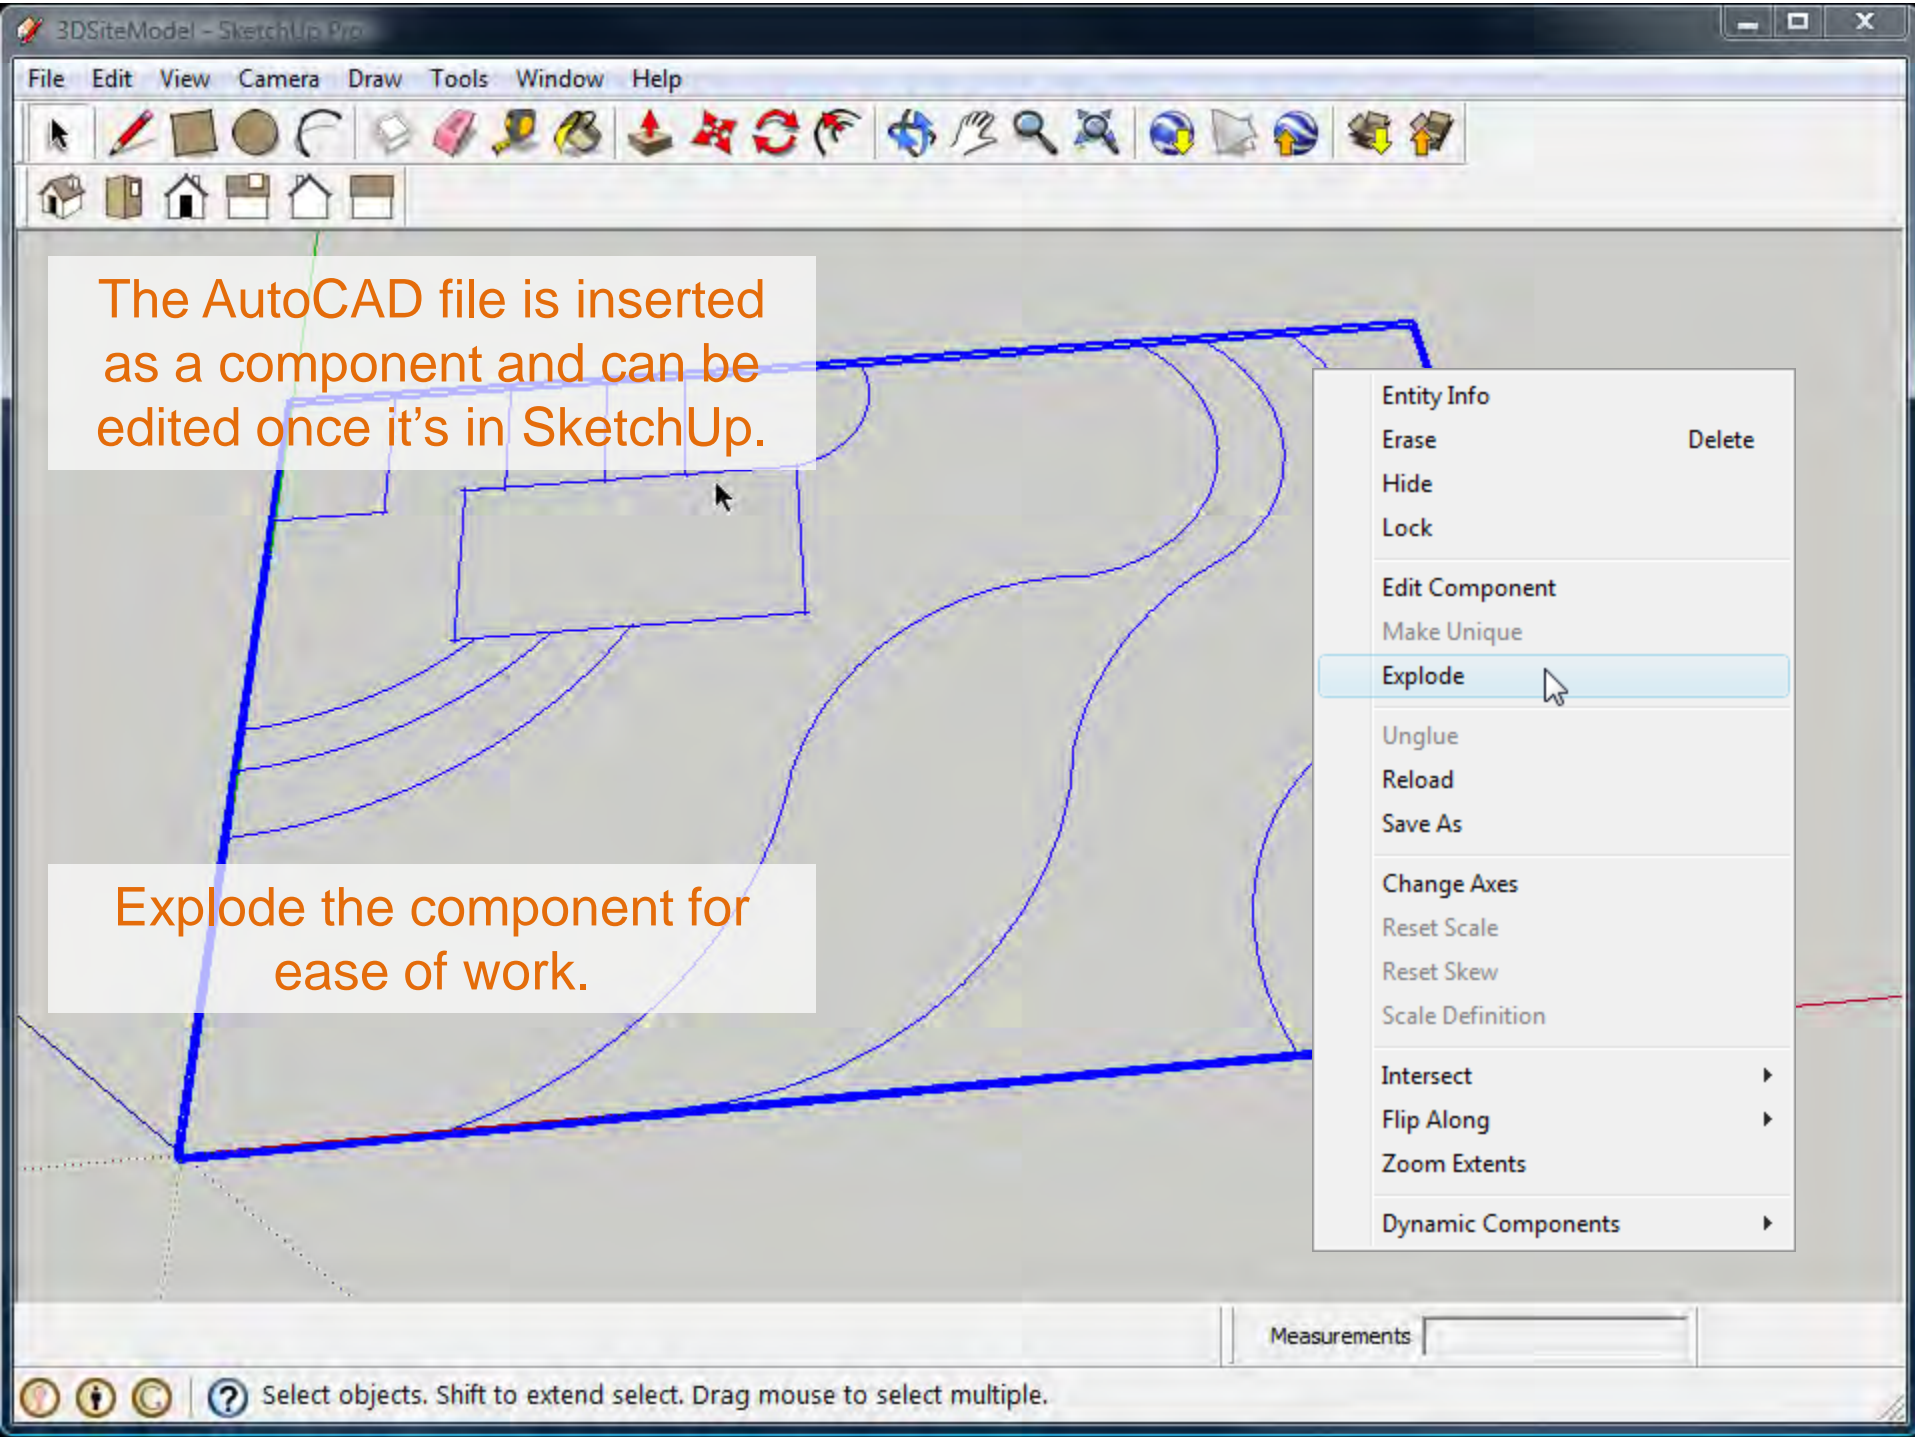 3DSiteModel - SketchUp Pro
File Edit View Camera Draw Tools Window Help
The AutoCAD file is inserted
as a component and can be
edited once it's in SketchUp.
Explode the component for
ease of work.
Entity Info
Erase Delete
Hide
Lock
Edit Component
Make Unique
Explode
Unglue
Reload
Save As
Change Axes
Reset Scale
Reset Skew
Scale Definition
Intersect
Flip Along
Zoom Extents
Dynamic Components
Measurements
Select objects. Shift to extend select. Drag mouse to select multiple.